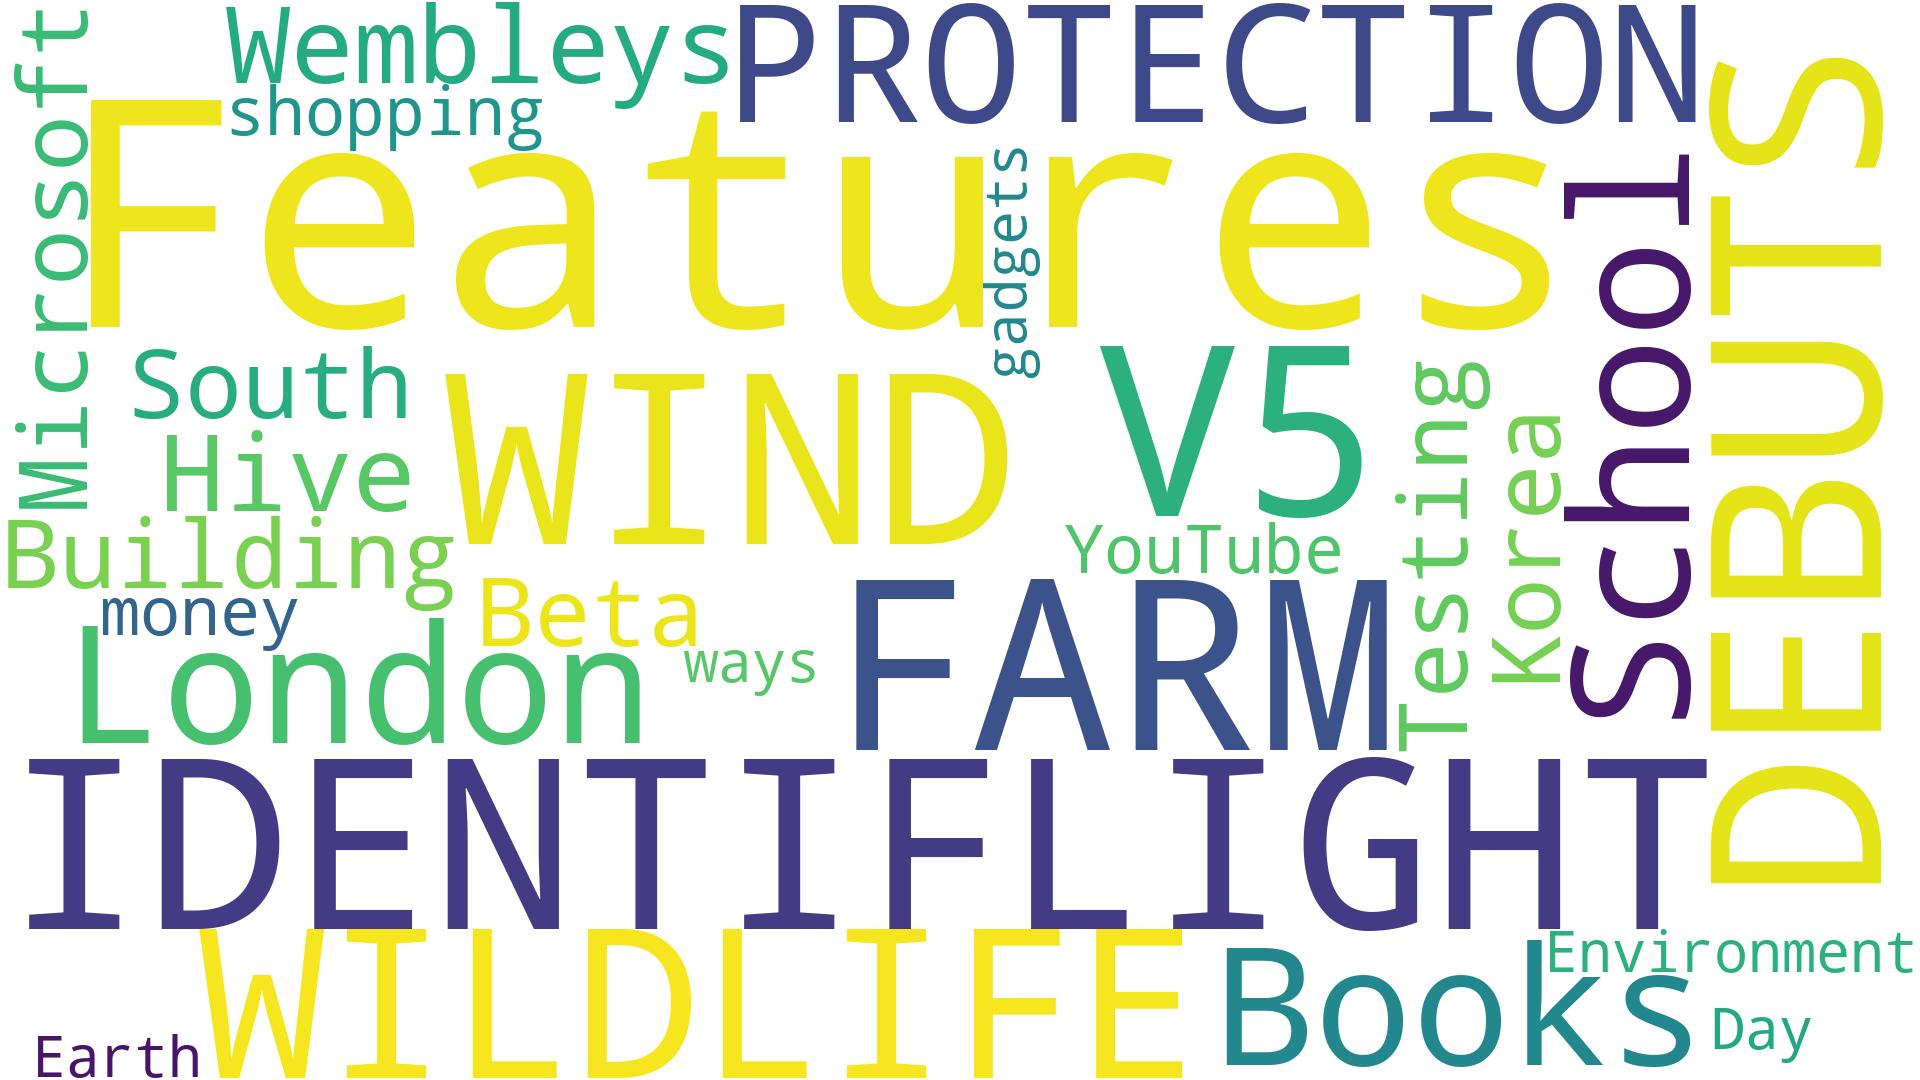 Microsoft
Wembleys
PROTECTION
shopping
Features
gadgets
School
DEBUTS
South
WIND
V5
Testing
Korea
Hive
Building
YouTube
money
Beta
FARM
London
ways
IDENTIFLIGHT
WILDLIFE
Books
Environment
Earth
Day